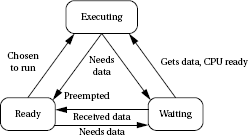 Executing
Chosen
to run
Needs
data
Gets data, CPU ready
Preempted
Ready
Waiting
Received data
Needs data